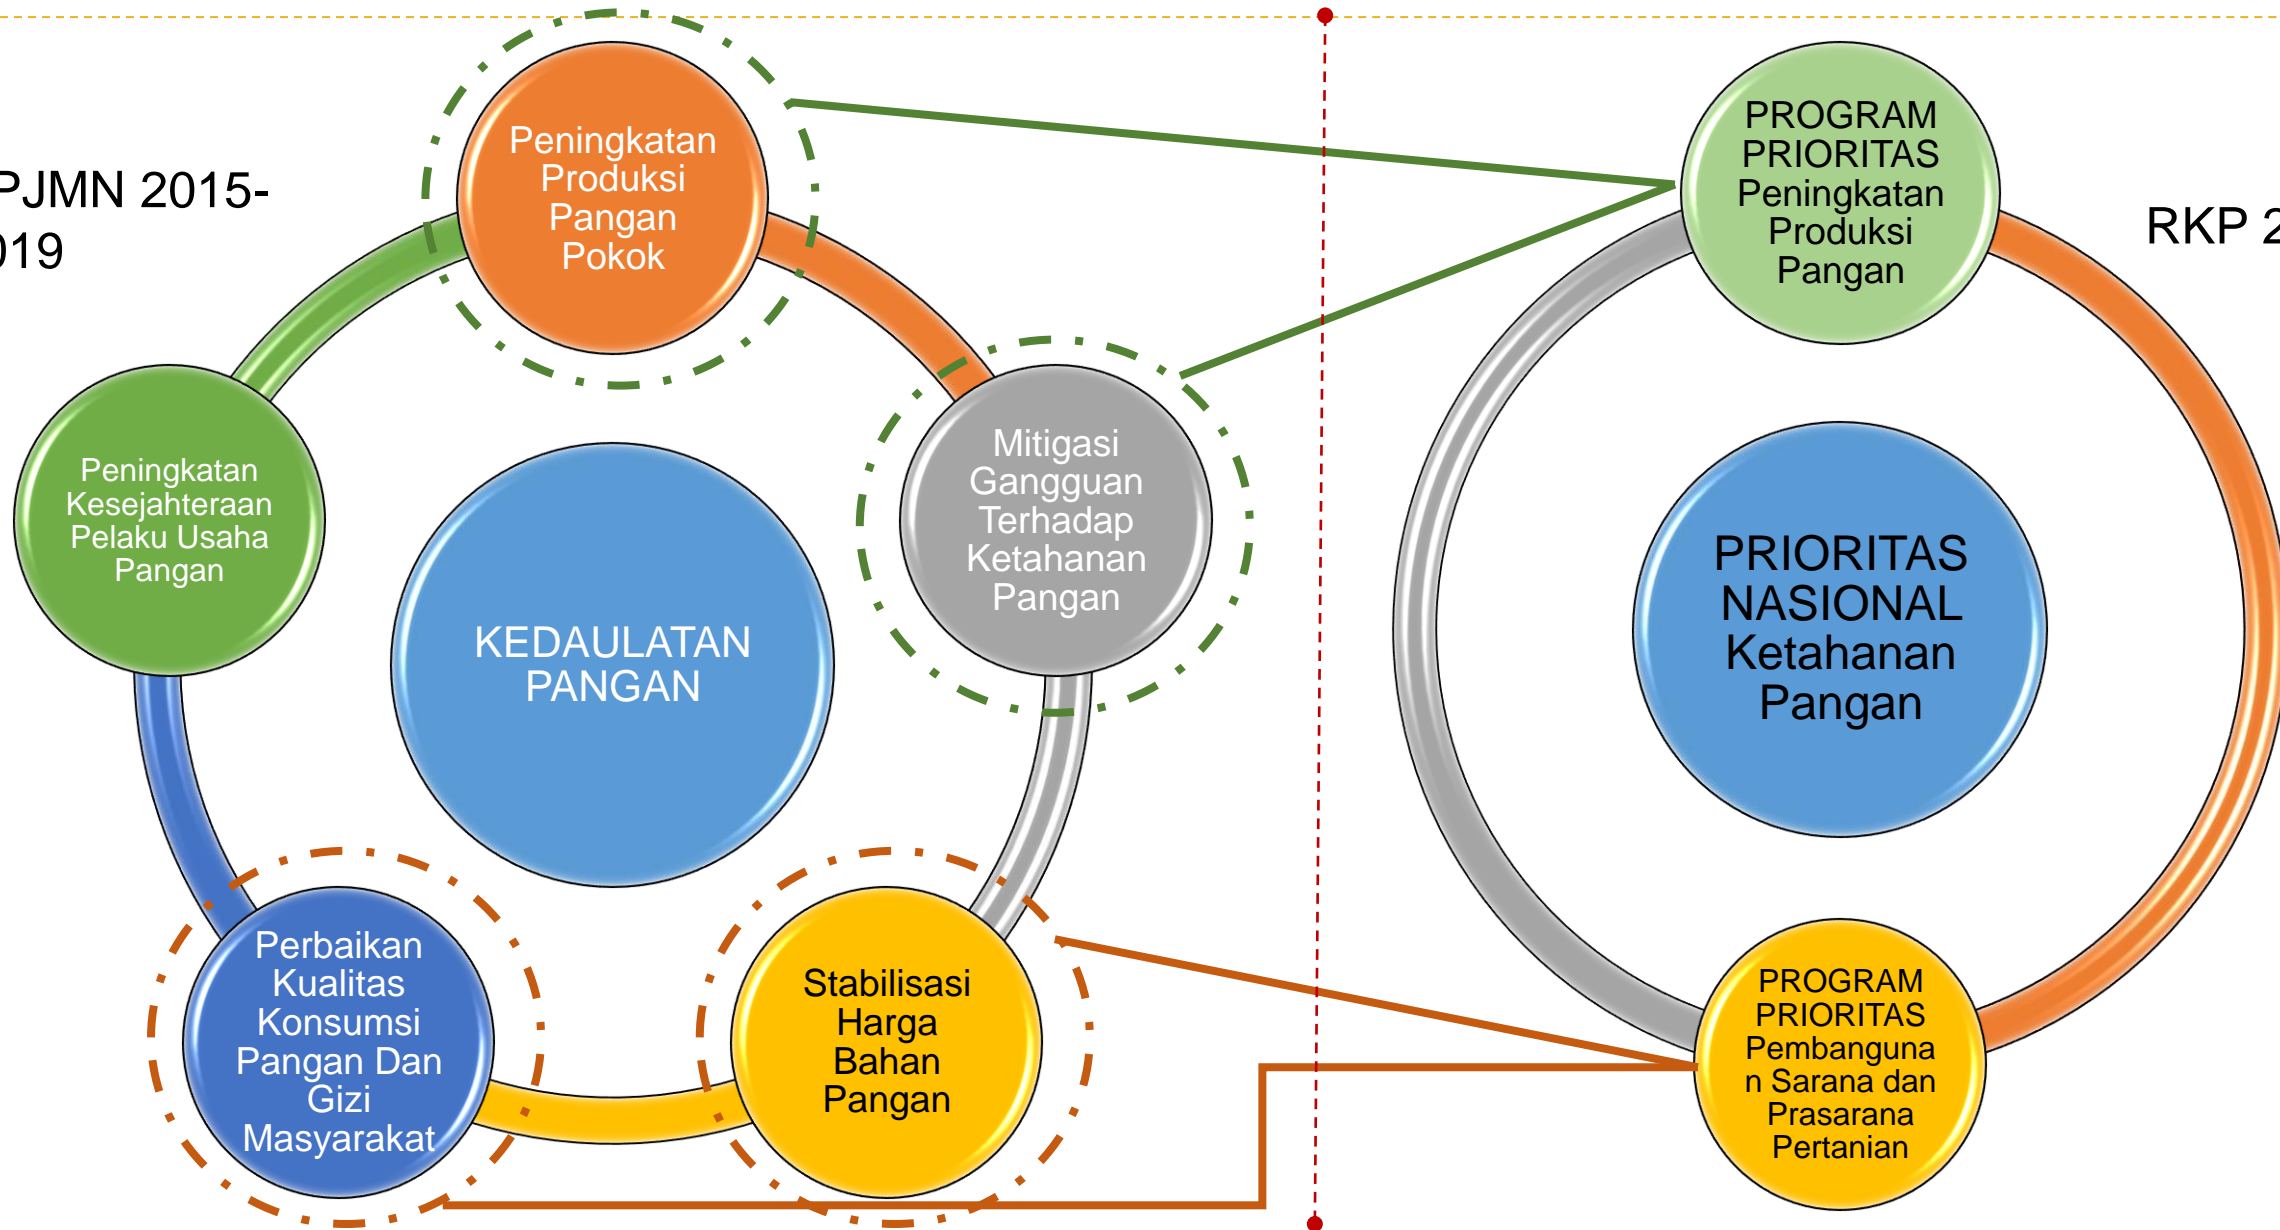 PJMN 2015-
019
Peningkatan
Produksi
Pangan
Pokok
Mitigasi
Gangguan
Terhadap
Ketahanan
Pangan
Stabilisasi
Harga
Bahan
Pangan
Perbaikan
Kualitas
Konsumsi
Pangan Dan
Gizi
Masyarakat
Peningkatan
Kesejahteraan
Pelaku Usaha
Pangan
KEDAULATAN
PANGAN
RKP 2
PROGRAM
PRIORITAS
Peningkatan
Produksi
Pangan
PRIORITAS
NASIONAL
Ketahanan
Pangan
PROGRAM
PRIORITAS
Pembanguna
n Sarana dan
Prasarana
Pertanian